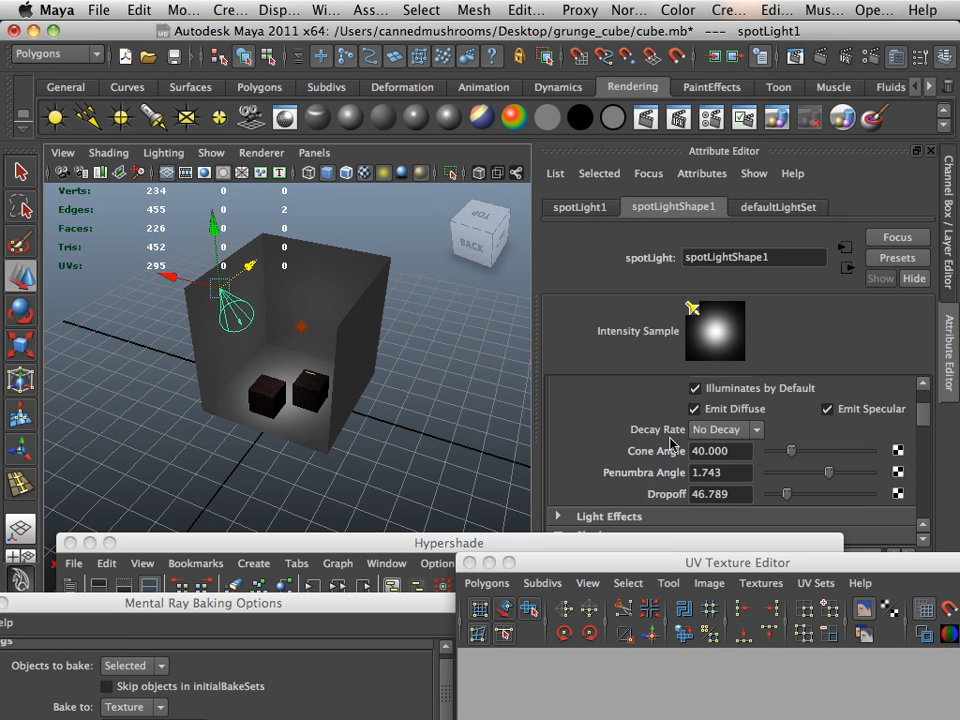 Maya File Edit Mo... Cre... Disp... Wi... Ass... Select Mesh Edit... Proxy Nor... Color Cre... Edi... Mus... Ope... Help
Autodesk Maya 2011 x64: /Users/cannedmushrooms/Desktop/grunge_cube/cube.mb* --- spotLight1
Polygons
General Curves Surfaces Polygons Subdivs Deformation Animation Dynamics Rendering PaintEffects Toon Muscle Fluids
View Shading Lighting Show Renderer Panels
Verts: 234 0 0
Edges: 455 0 2
Faces: 226 0 0
Tris: 452 0 0
UVs: 295 0 0
TOP
BACK
Attribute Editor
List Selected Focus Attributes Show Help
spotLight1 spotLightShape1 defaultLightSet
Focus
spotLight: spotLightShape1
Presets
Show Hide
Intensity Sample
Illuminates by Default
Emit Diffuse Emit Specular
Decay Rate No Decay
Cone Angle 40.000
Penumbra Angle 1.743
Dropoff 46.789
Light Effects
Channel Box / Layer Editor
Attribute Editor
Hypershade
File Edit View Bookmarks Create Tabs Graph Window Option
UV Texture Editor
Polygons Subdivs View Select Tool Image Textures UV Sets Help
Mental Ray Baking Options
elp
gs
Objects to bake: Selected
Skip objects in initialBakeSets
Bake to: Texture